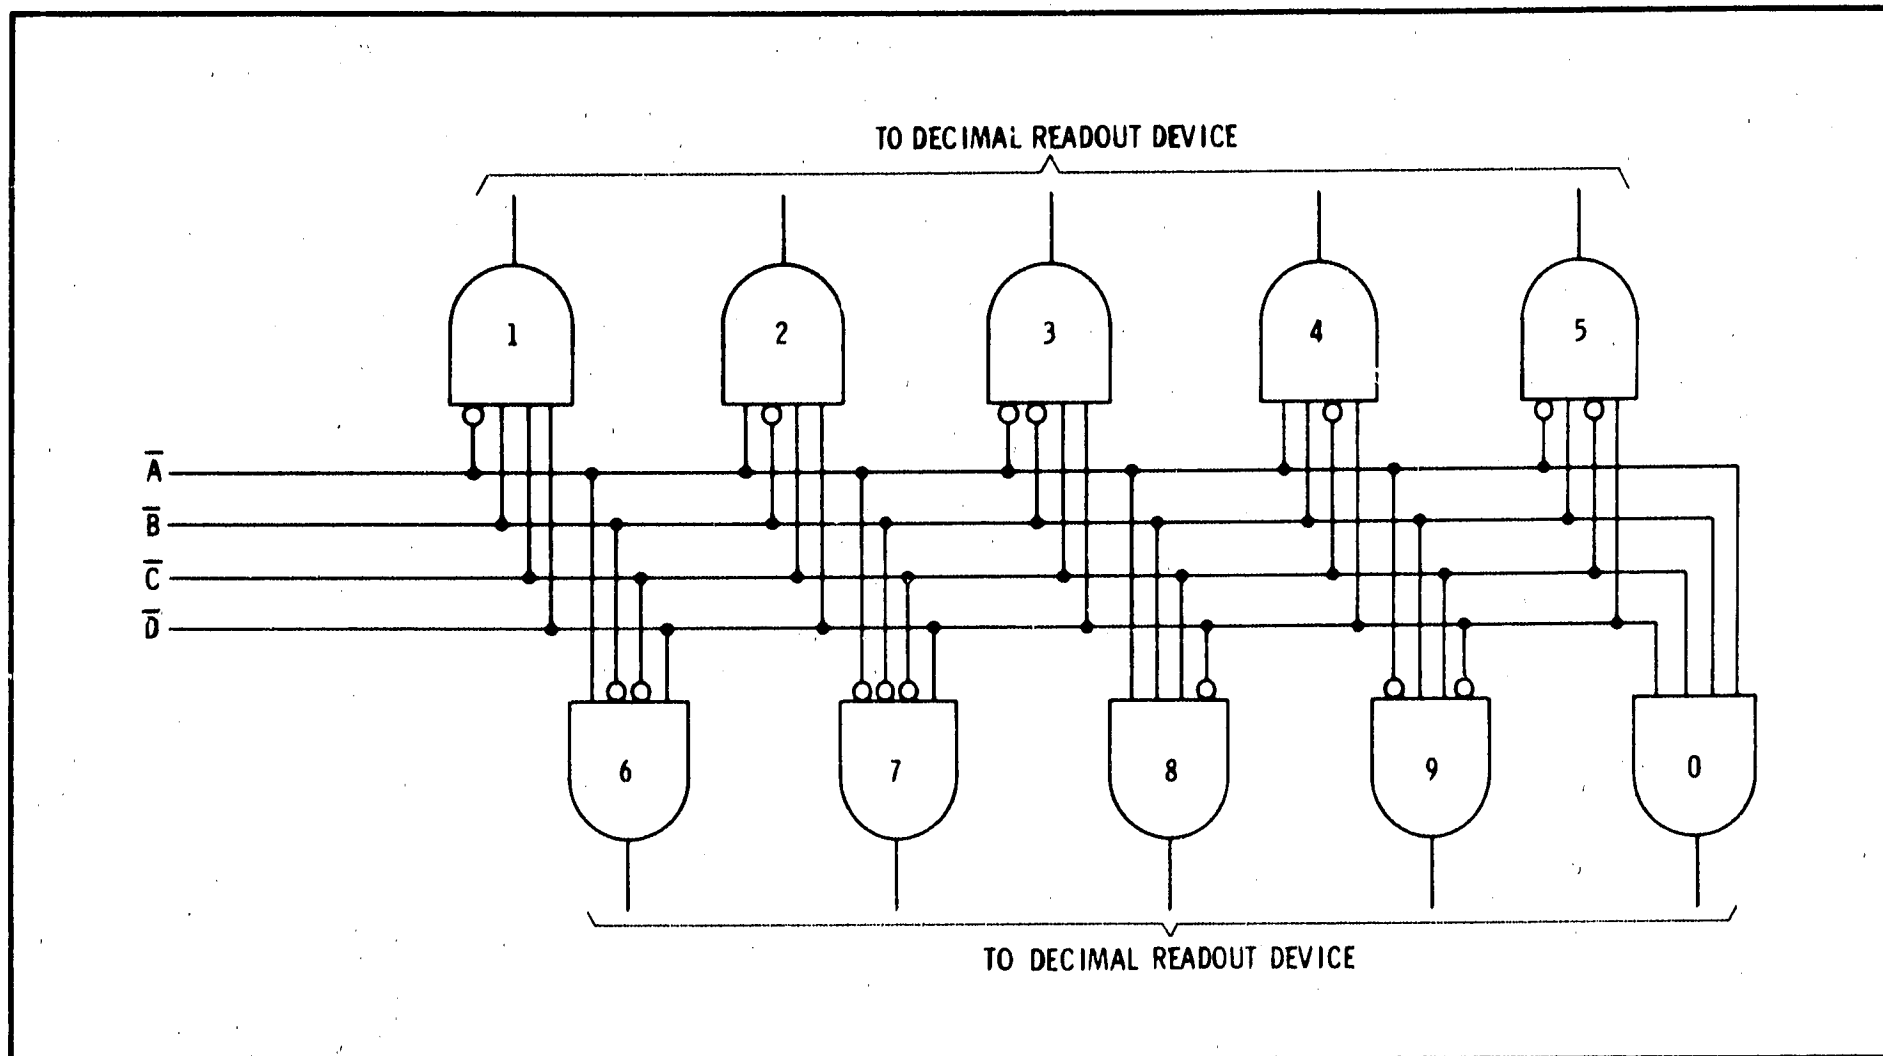 TO DECIMAL READOUT DEVICE
1 2 3 4 5
A̅
B̅
C̅
D̅
6 7 8 9 0
TO DECIMAL READOUT DEVICE